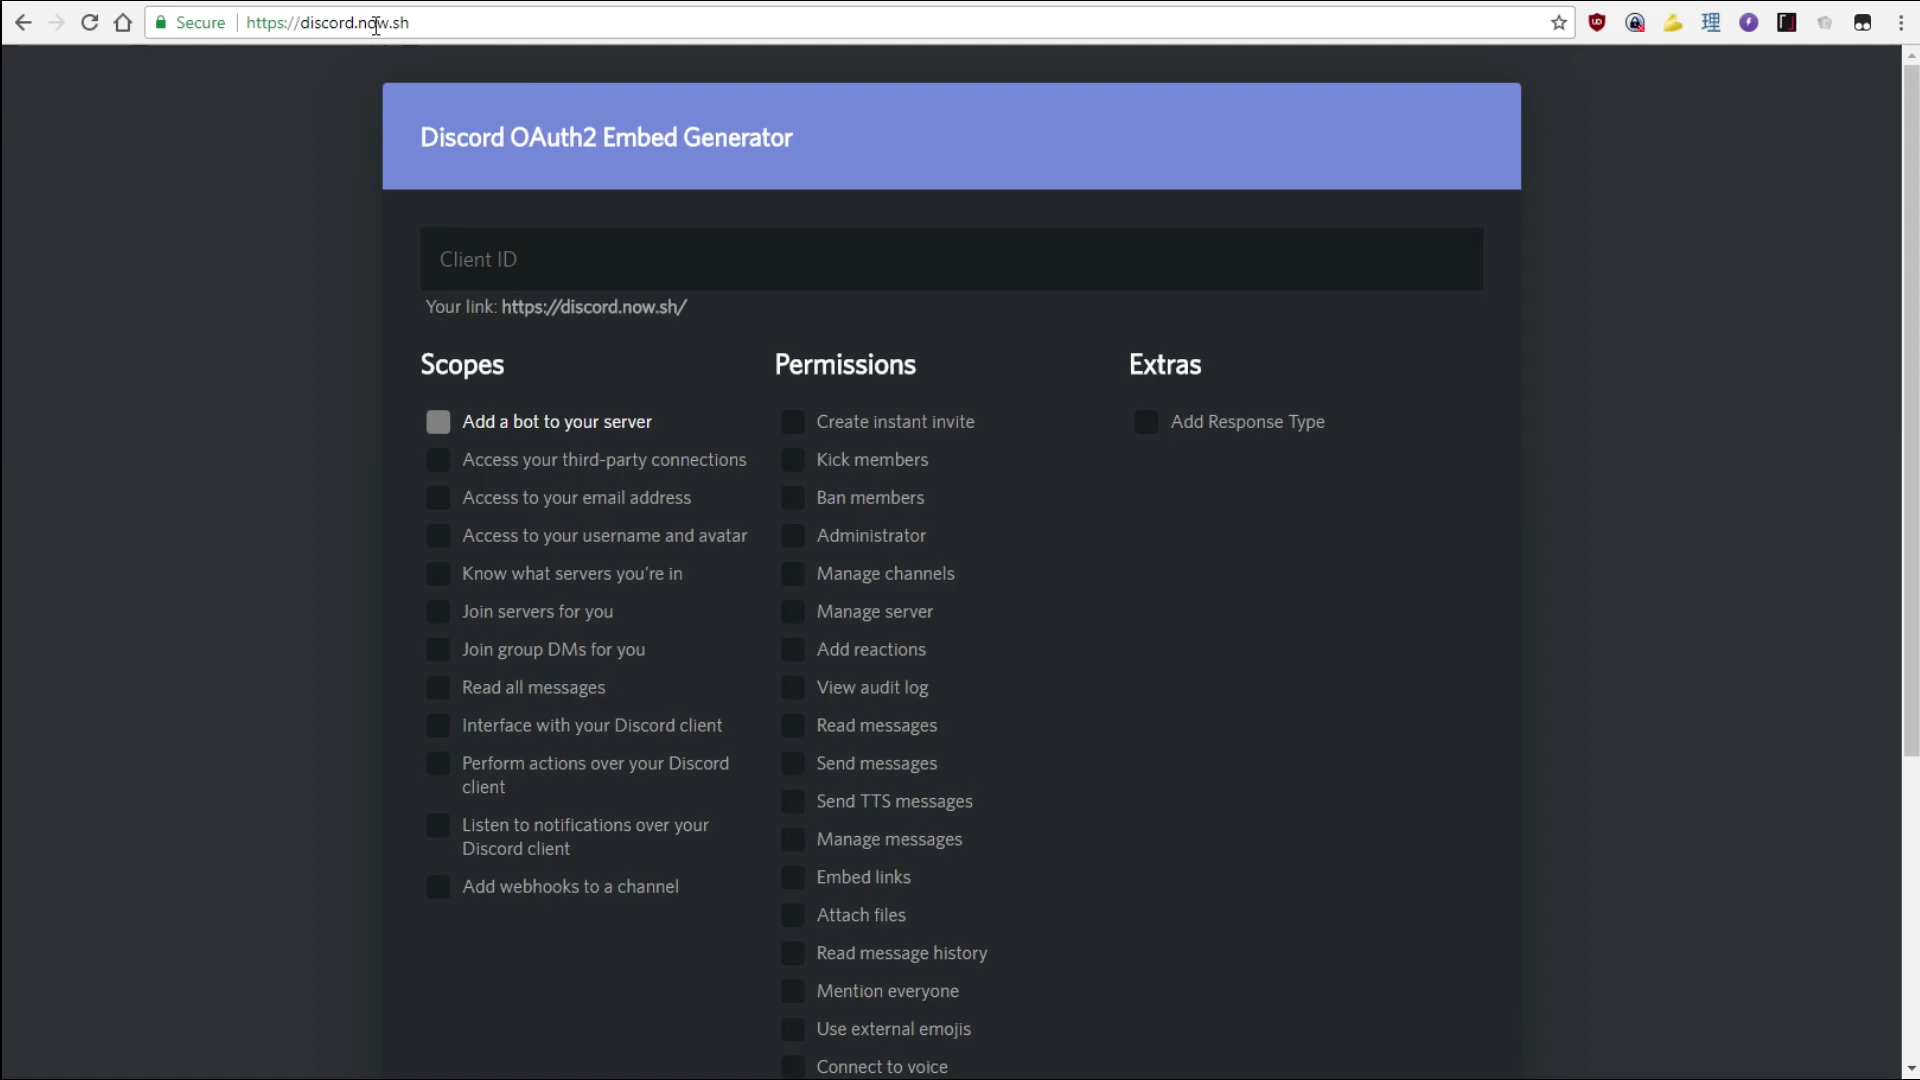 Secure https://discord.now.sh
Discord OAuth2 Embed Generator
Client ID
Your link: https://discord.now.sh/
Scopes
Add a bot to your server
Access your third-party connections
Access to your email address
Access to your username and avatar
Know what servers you're in
Join servers for you
Join group DMs for you
Read all messages
Interface with your Discord client
Perform actions over your Discord
client
Listen to notifications over your
Discord client
Add webhooks to a channel
Permissions
Create instant invite
Kick members
Ban members
Administrator
Manage channels
Manage server
Add reactions
View audit log
Read messages
Send messages
Send TTS messages
Manage messages
Embed links
Attach files
Read message history
Mention everyone
Use external emojis
Connect to voice
Extras
Add Response Type
理